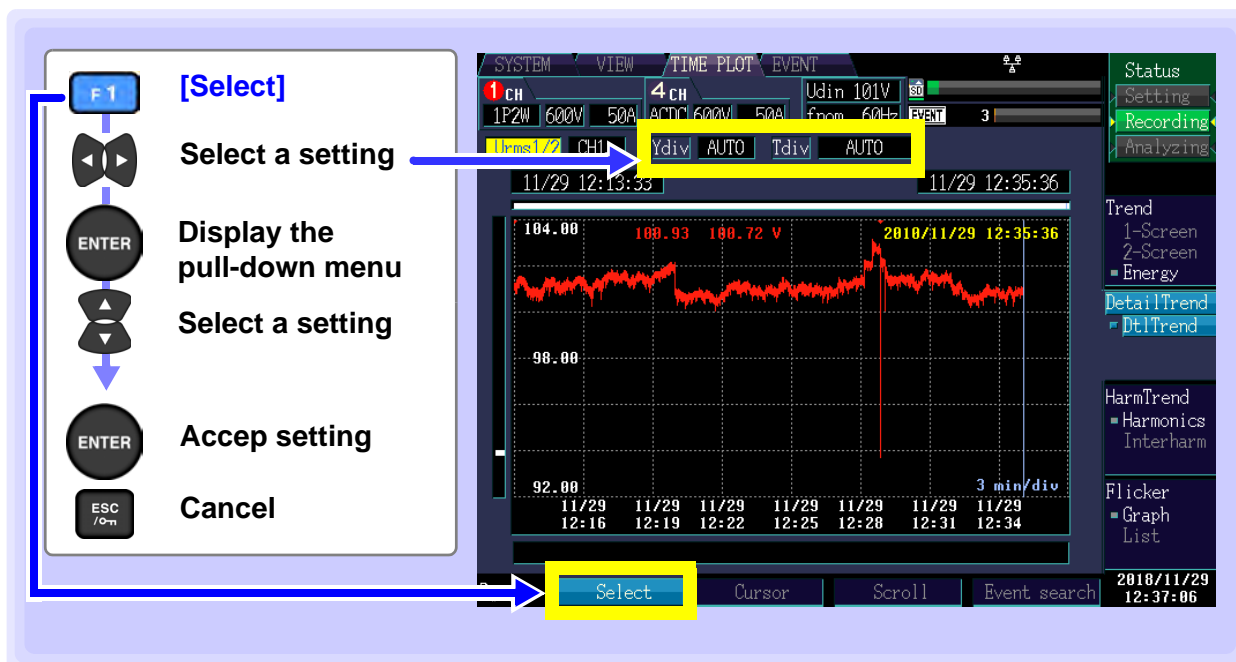 F1
[Select]
Select a setting
ENTER
Display the
pull-down menu
Select a setting
ENTER
Accep setting
ESC
Cancel
SYSTEM VIEW TIME PLOT EVENT
1 CH 4 CH Udin 101V SD
1P2W 600V 50A ACDC 600V 50A fnom 60Hz EVENT 3
Urms1/2 CH1 Ydiv AUTO Tdiv AUTO
11/29 12:13:33 11/29 12:35:36
104.00 100.93 100.72 V 2018/11/29 12:35:36
98.00
92.00 3 min/div
11/29 11/29 11/29 11/29 11/29 11/29 11/29
12:16 12:19 12:22 12:25 12:28 12:31 12:34
Select Cursor Scroll Event search
Status
Setting
Recording
Analyzing
Trend
1-Screen
2-Screen
Energy
DetailTrend
DtlTrend
HarmTrend
Harmonics
Interharm
Flicker
Graph
List
2018/11/29
12:37:06